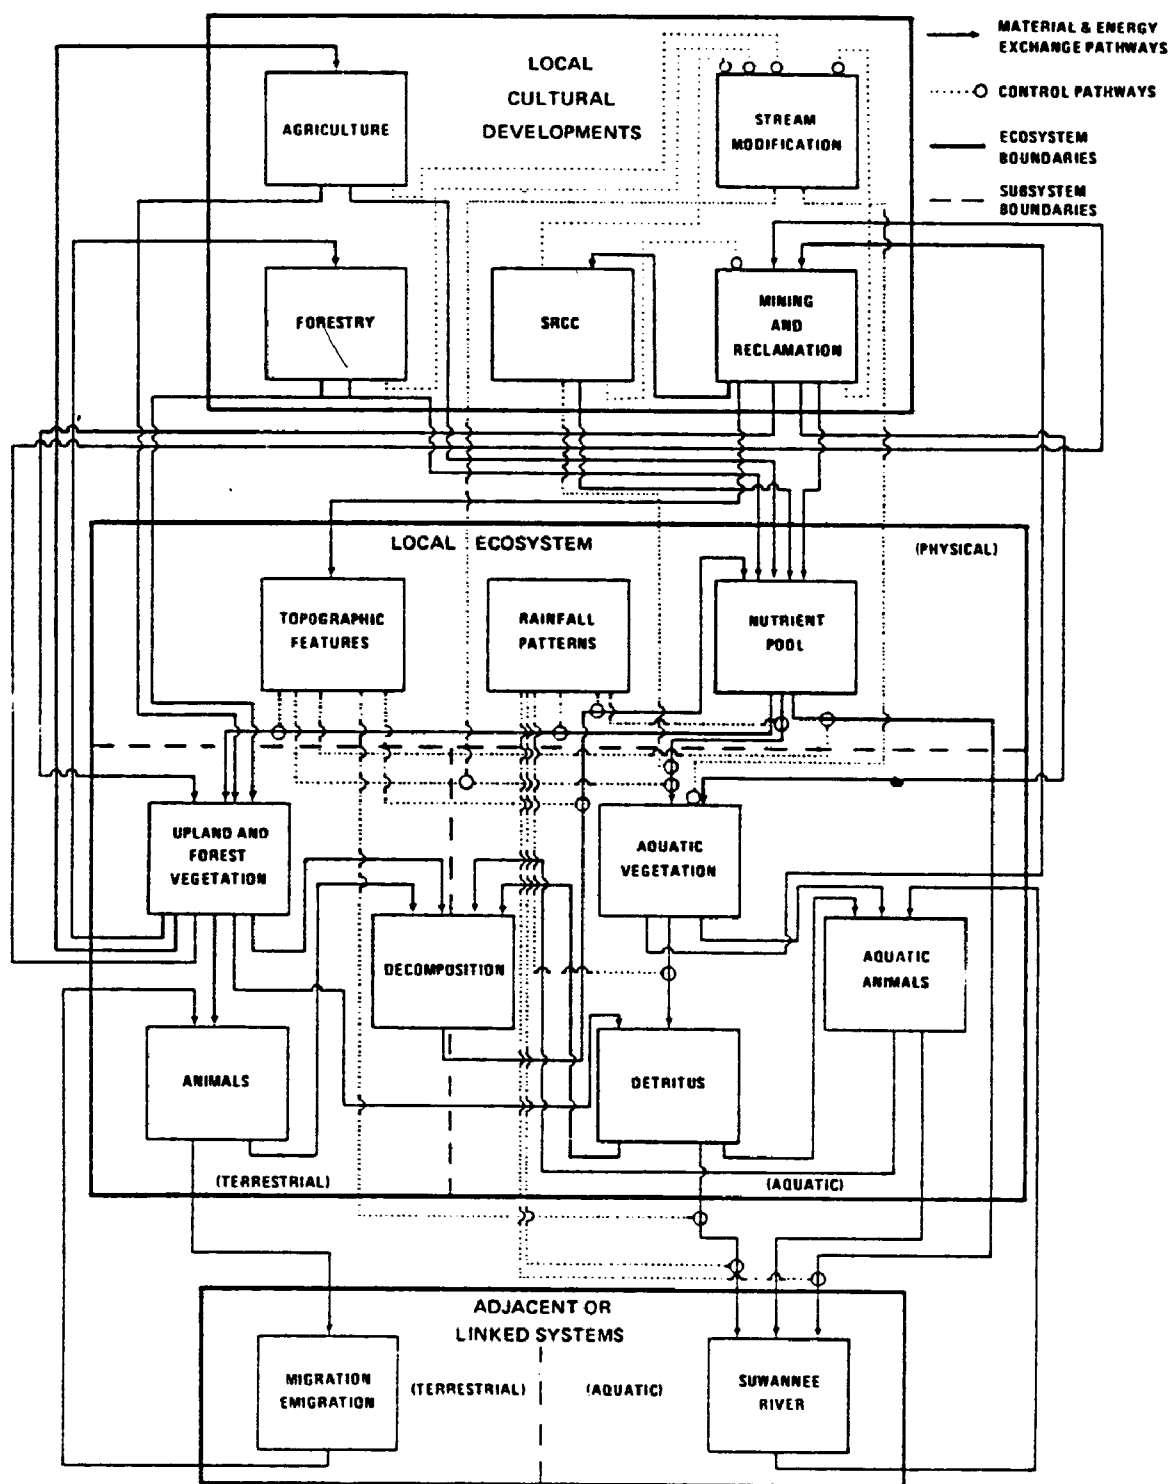 MATERIAL & ENERGY
EXCHANGE PATHWAYS
CONTROL PATHWAYS
ECOSYSTEM
BOUNDARIES
SUBSYSTEM
BOUNDARIES
LOCAL
CULTURAL
DEVELOPMENTS
AGRICULTURE
STREAM
MODIFICATION
FORESTRY
SRCC
MINING
AND
RECLAMATION
LOCAL ECOSYSTEM
(PHYSICAL)
TOPOGRAPHIC
FEATURES
RAINFALL
PATTERNS
NUTRIENT
POOL
UPLAND AND
FOREST
VEGETATION
AQUATIC
VEGETATION
DECOMPOSITION
AQUATIC
ANIMALS
ANIMALS
DETRITUS
(TERRESTRIAL)
(AQUATIC)
ADJACENT OR
LINKED SYSTEMS
MIGRATION
EMIGRATION
(TERRESTRIAL)
(AQUATIC)
SUWANNEE
RIVER